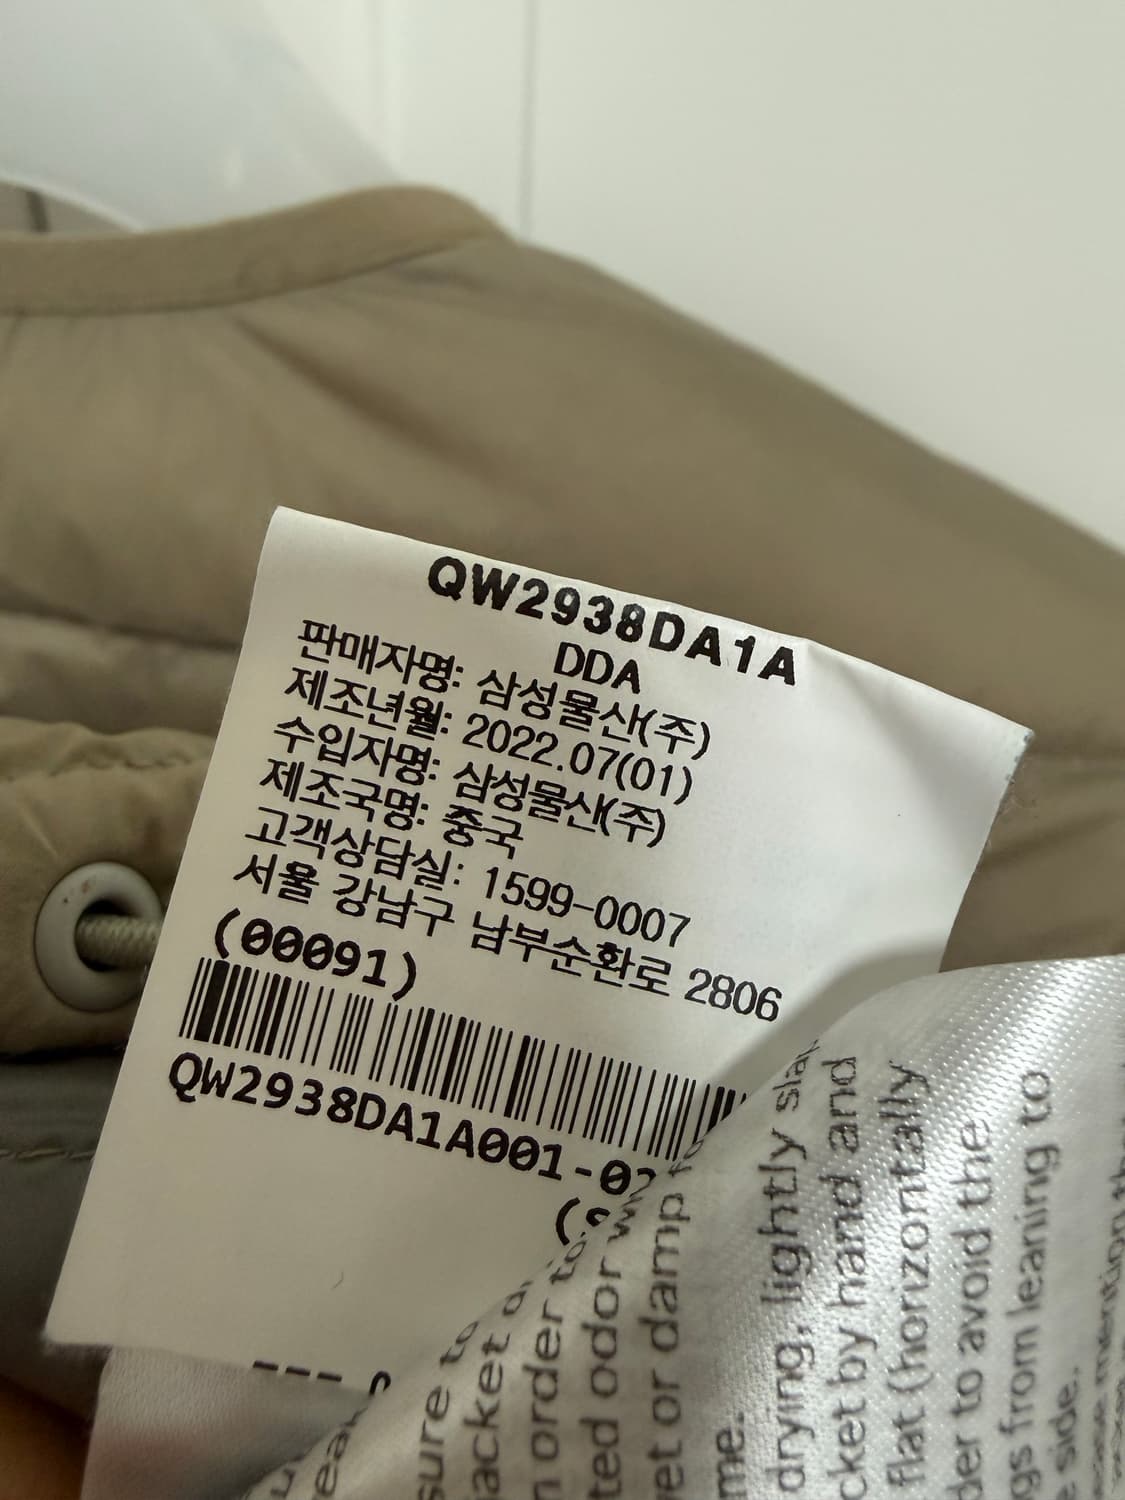 QW2938DA1A
DDA
판매자명: 삼성물산(주)
제조년월: 2022.07(01)
수입자명: 삼성물산(주)
제조국명: 중국
고객상담실: 1599-0007
서울 강남구 남부순환로 2806
(00091)
QW2938DA1A001-02
sure to
jacket
in order to
ted odor
wet or damp
me.
drying, lightly
cket by hand and
flat (horizontally
der to avoid the
gs from leaning to
e side.